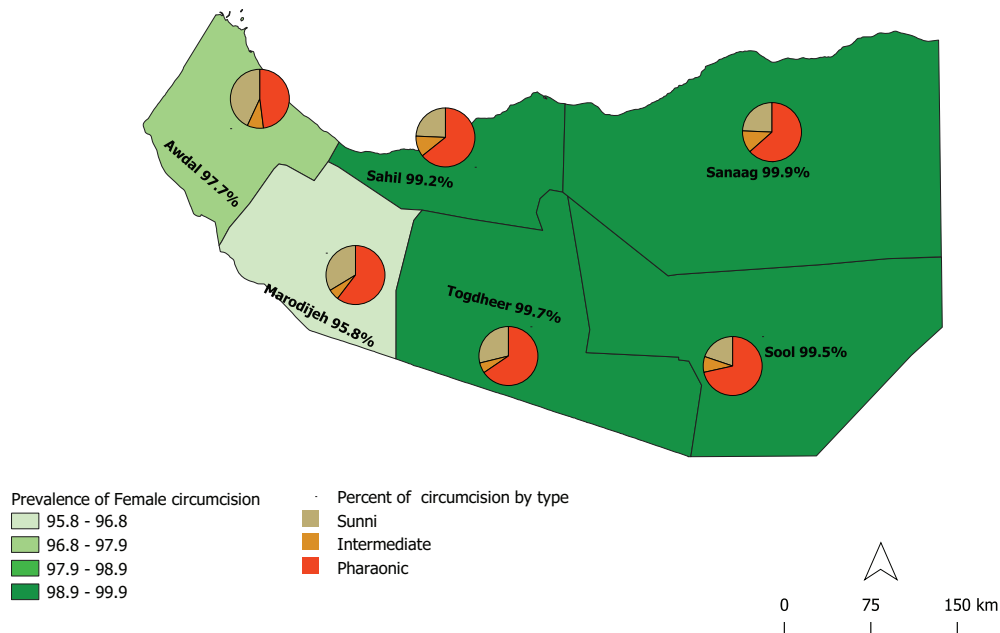 Awdal 97.7%
Sahil 99.2%
Sanaag 99.9%
Marodijeh 95.8%
Togdheer 99.7%
Sool 99.5%
Prevalence of Female circumcision
95.8 - 96.8
96.8 - 97.9
97.9 - 98.9
98.9 - 99.9
Percent of circumcision by type
Sunni
Intermediate
Pharaonic
0 75 150 km